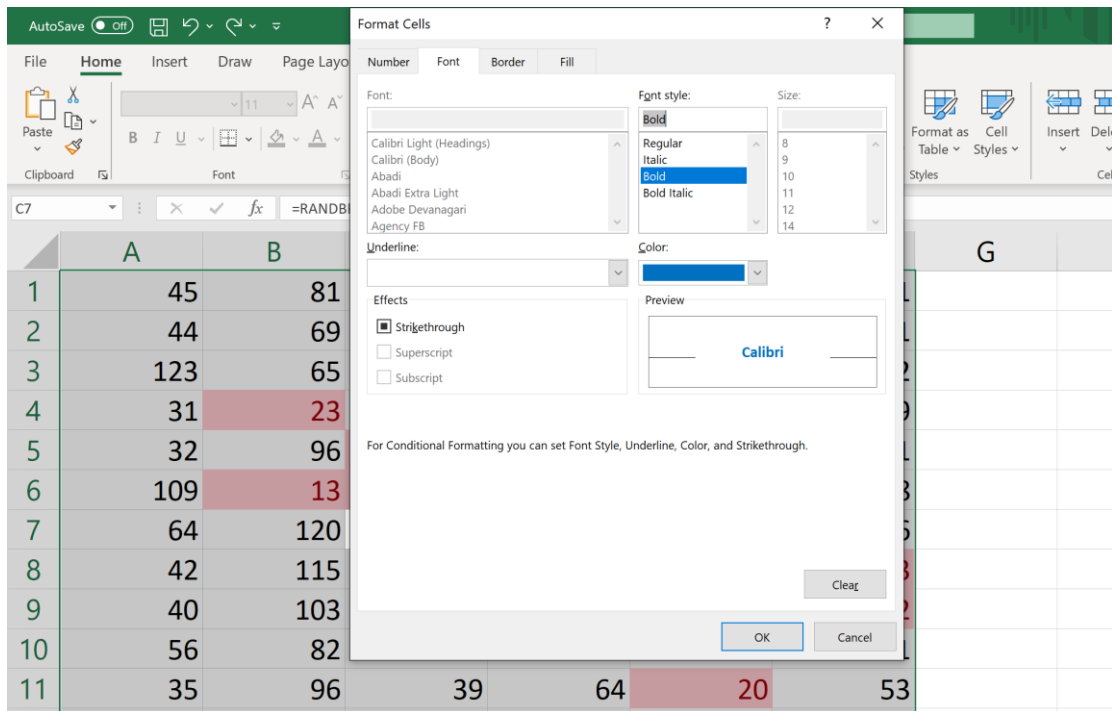 AutoSave Off
Format Cells ? ×
File Home Insert Draw Page Layo
Number Font Border Fill
Paste
Clipboard
11 A A
B I U A
Font
Format as Table
Cell Styles
Styles
Insert Del
Cel
C7 fx =RANDB
Font:
Calibri Light (Headings)
Calibri (Body)
Abadi
Abadi Extra Light
Adobe Devanagari
Agency FB
Font style:
Bold
Regular
Italic
Bold
Bold Italic
Size:
8
9
10
11
12
14
Underline:
Color:
Effects
Strikethrough
Superscript
Subscript
Preview
Calibri
For Conditional Formatting you can set Font Style, Underline, Color, and Strikethrough.
Clear
OK Cancel
A B G
1 45 81
2 44 69
3 123 65
4 31 23
5 32 96
6 109 13
7 64 120
8 42 115
9 40 103
10 56 82
11 35 96 39 64 20 53